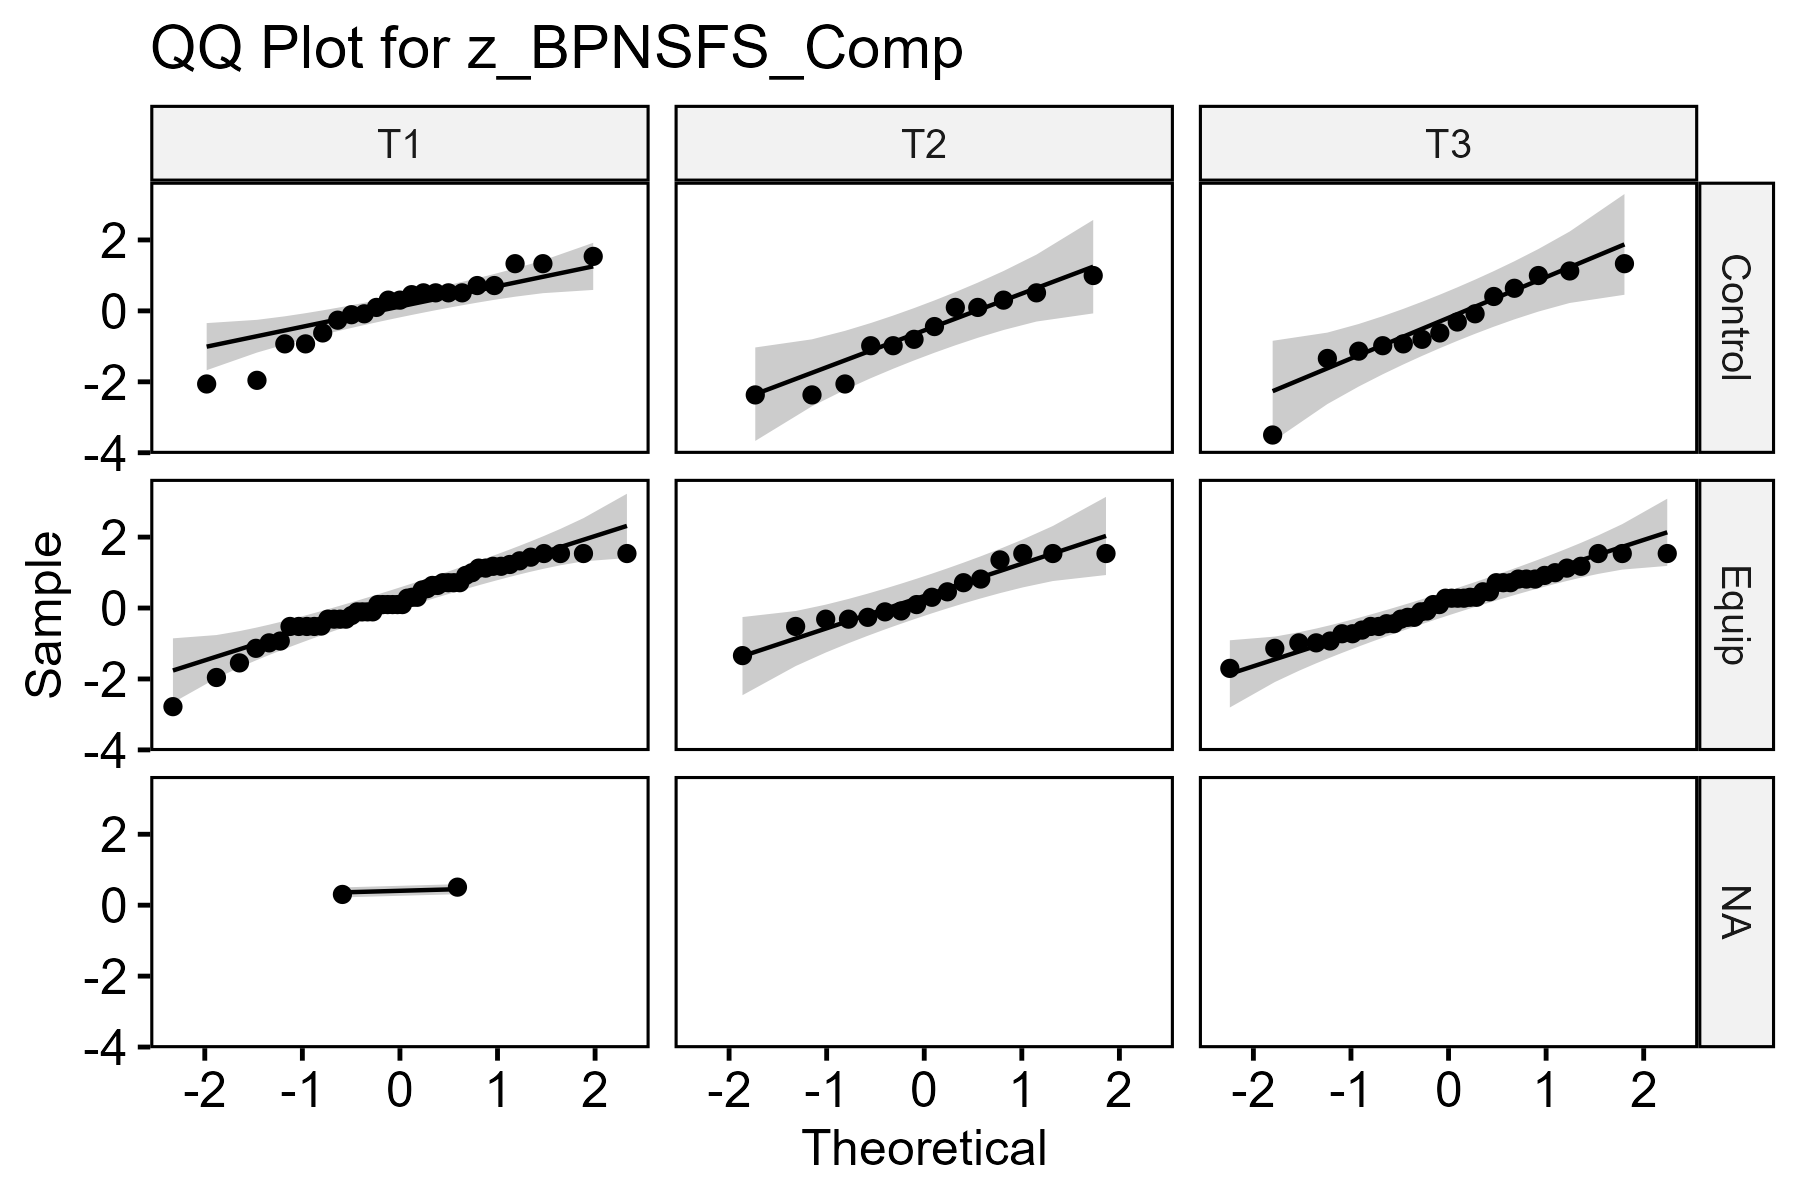 QQ Plot for z_BPNSFS_Comp
T1 T2 T3
2
0
-2
-4
Control
Sample
2
0
-2
-4
Equip
2
0
-2
-4
NA
-2 -1 0 1 2 -2 -1 0 1 2 -2 -1 0 1 2
Theoretical